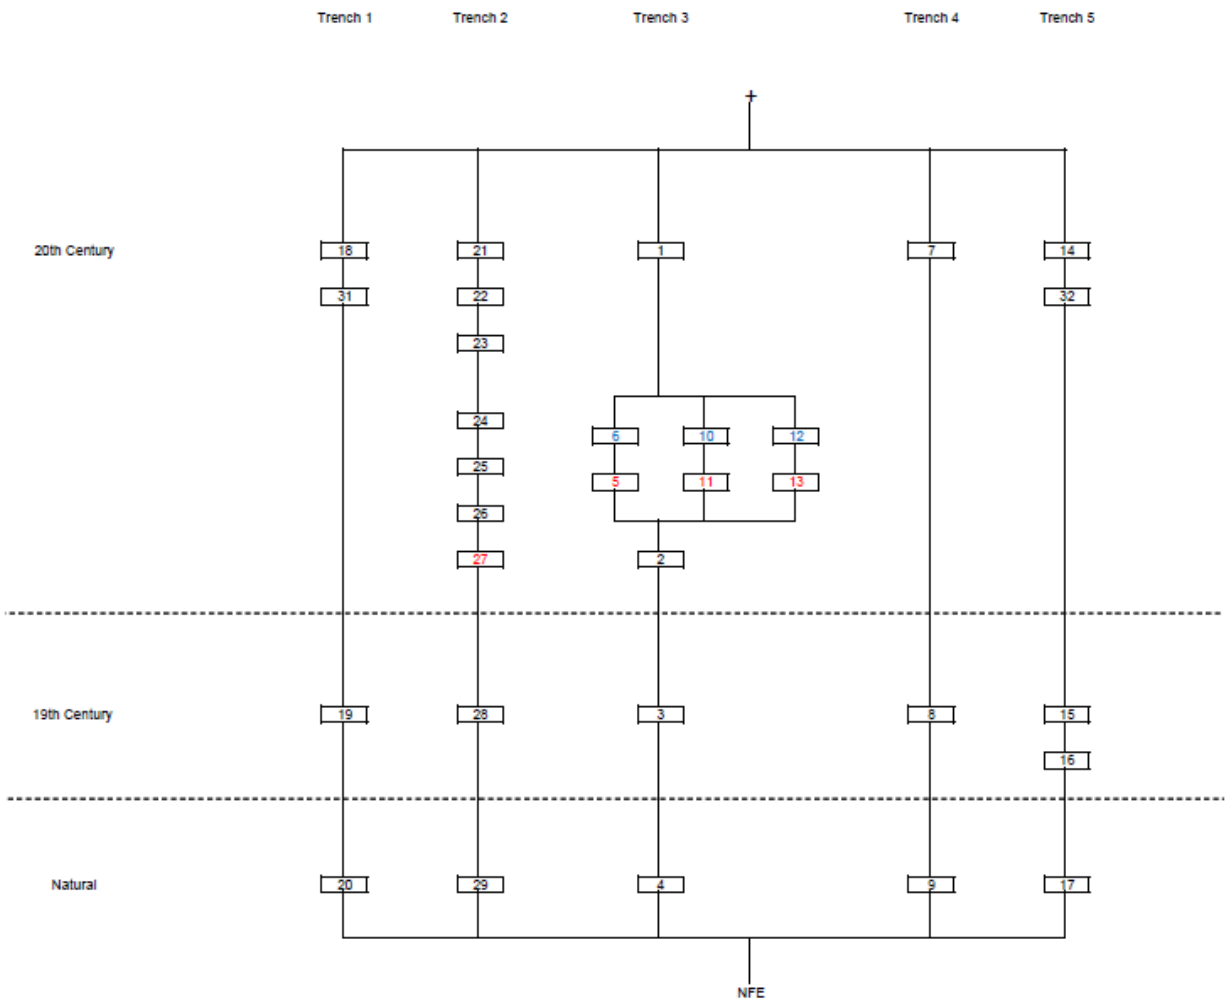 Trench 1 Trench 2 Trench 3 Trench 4 Trench 5
+
20th Century 18 21 1 7 14
31 22 32
23
24
6 10 12
25
5 11 13
26
27 2
19th Century 19 28 3 8 15
16
Natural 20 29 4 9 17
NFE